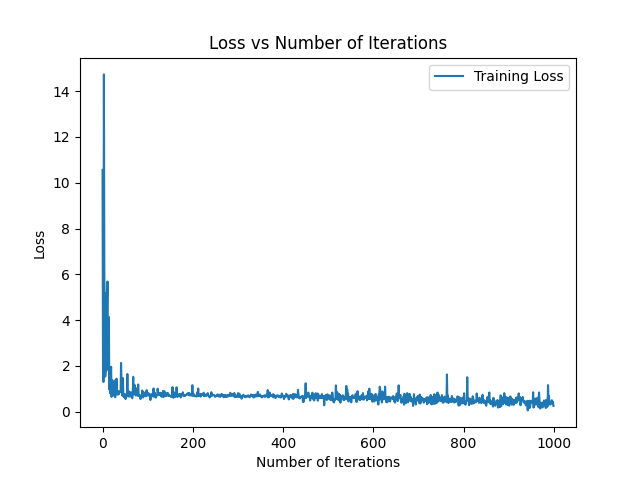 Loss vs Number of Iterations
Training Loss
Loss
14
12
10
8
6
4
2
0
0 200 400 600 800 1000
Number of Iterations